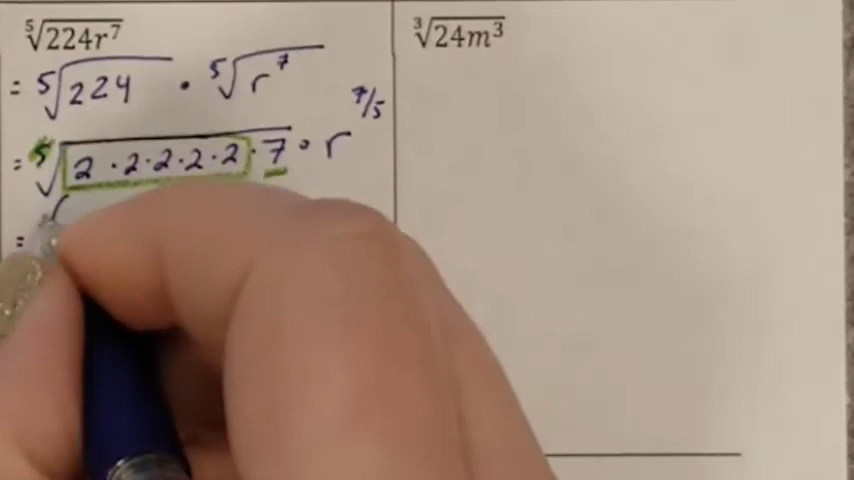 ⁵√224r⁷
= ⁵√224 · ⁵√r⁷
= ⁵√2·2·2·2·2·7 · r^7/5
=
³√24m³